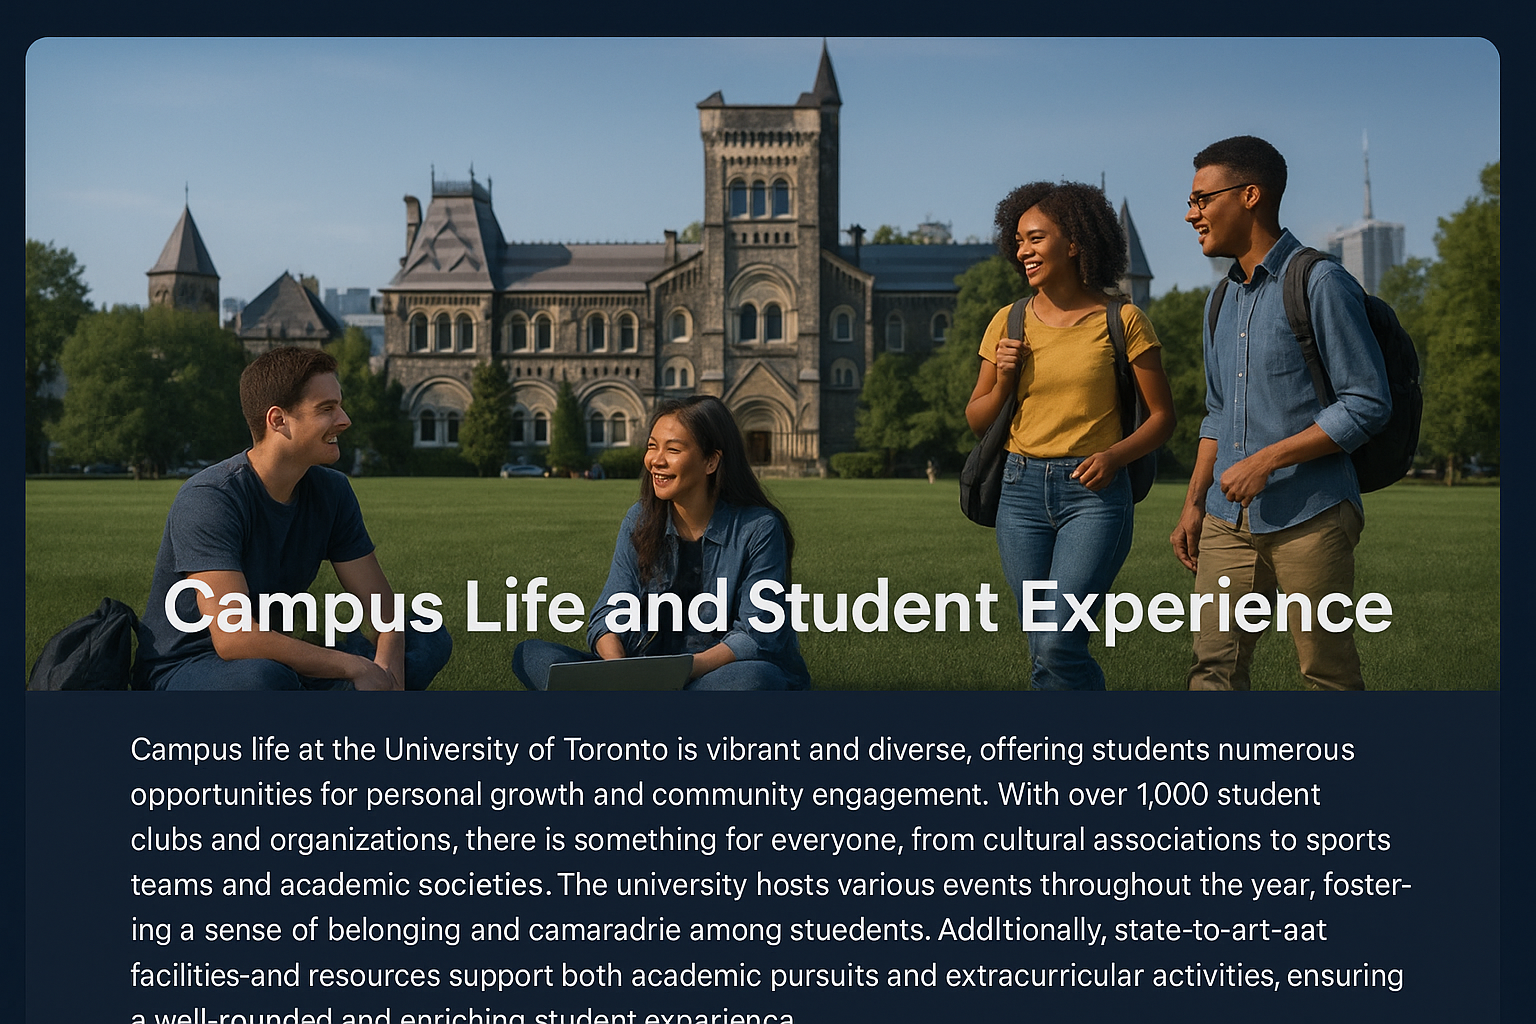 Campus Life and Student Experience
Campus life at the University of Toronto is vibrant and diverse, offering students numerous
opportunities for personal growth and community engagement. With over 1,000 student
clubs and organizations, there is something for everyone, from cultural associations to sports
teams and academic societies. The university hosts various events throughout the year, foster-
ing a sense of belonging and camaradrie among stuedents. Addltionally, state-to-art-aat
facilities-and resources support both academic pursuits and extracurricular activities, ensuring
a well-rounded and enriching student exparienca